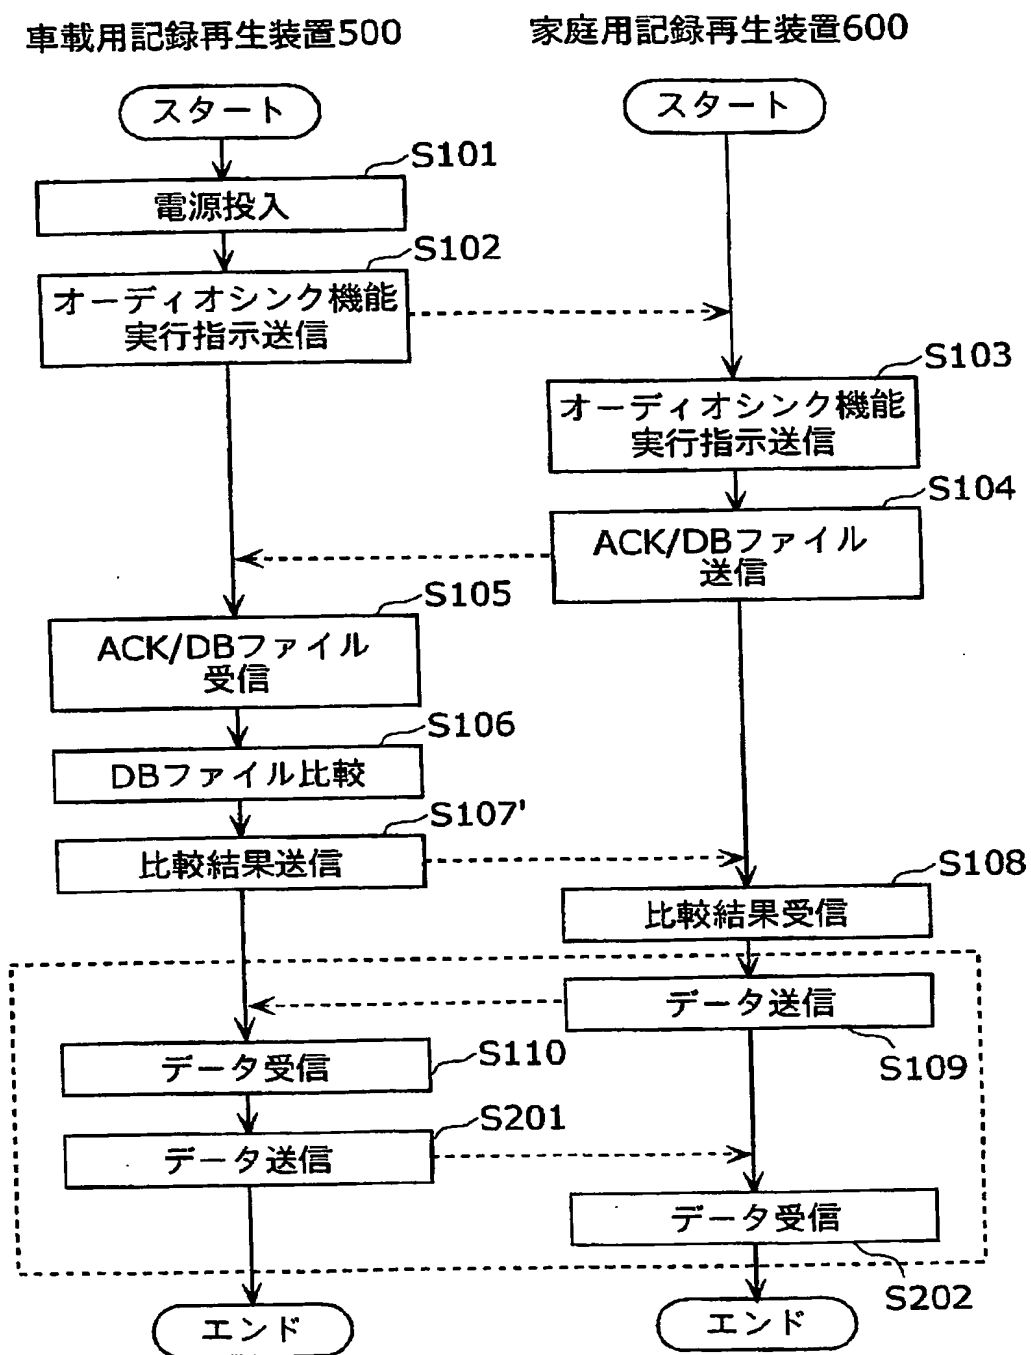 車載用記録再生装置500
家庭用記録再生装置600
スタート
スタート
S101
電源投入
S102
オーディオシンク機能
実行指示送信
S103
オーディオシンク機能
実行指示送信
S104
ACK/DBファイル
送信
S105
ACK/DBファイル
受信
S106
DBファイル比較
S107'
比較結果送信
S108
比較結果受信
データ送信
S109
S110
データ受信
S201
データ送信
データ受信
S202
エンド
エンド